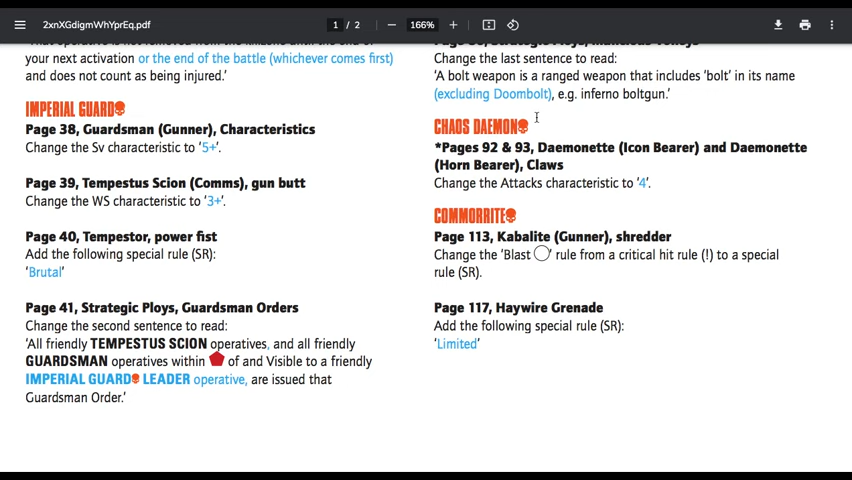 2xnXGdigmWhYprEq.pdf
1 / 2
166%
your next activation or the end of the battle (whichever comes first)
and does not count as being injured.'
IMPERIAL GUARD
Page 38, Guardsman (Gunner), Characteristics
Change the Sv characteristic to '5+'.
Page 39, Tempestus Scion (Comms), gun butt
Change the WS characteristic to '3+'.
Page 40, Tempestor, power fist
Add the following special rule (SR):
'Brutal'
Page 41, Strategic Ploys, Guardsman Orders
Change the second sentence to read:
'All friendly TEMPESTUS SCION operatives, and all friendly
GUARDSMAN operatives within of and Visible to a friendly
IMPERIAL GUARD LEADER operative, are issued that
Guardsman Order.'
Change the last sentence to read:
'A bolt weapon is a ranged weapon that includes 'bolt' in its name
(excluding Doombolt), e.g. inferno boltgun.'
CHAOS DAEMON
*Pages 92 & 93, Daemonette (Icon Bearer) and Daemonette
(Horn Bearer), Claws
Change the Attacks characteristic to '4'.
COMMORRITE
Page 113, Kabalite (Gunner), shredder
Change the 'Blast ' rule from a critical hit rule (!) to a special
rule (SR).
Page 117, Haywire Grenade
Add the following special rule (SR):
'Limited'